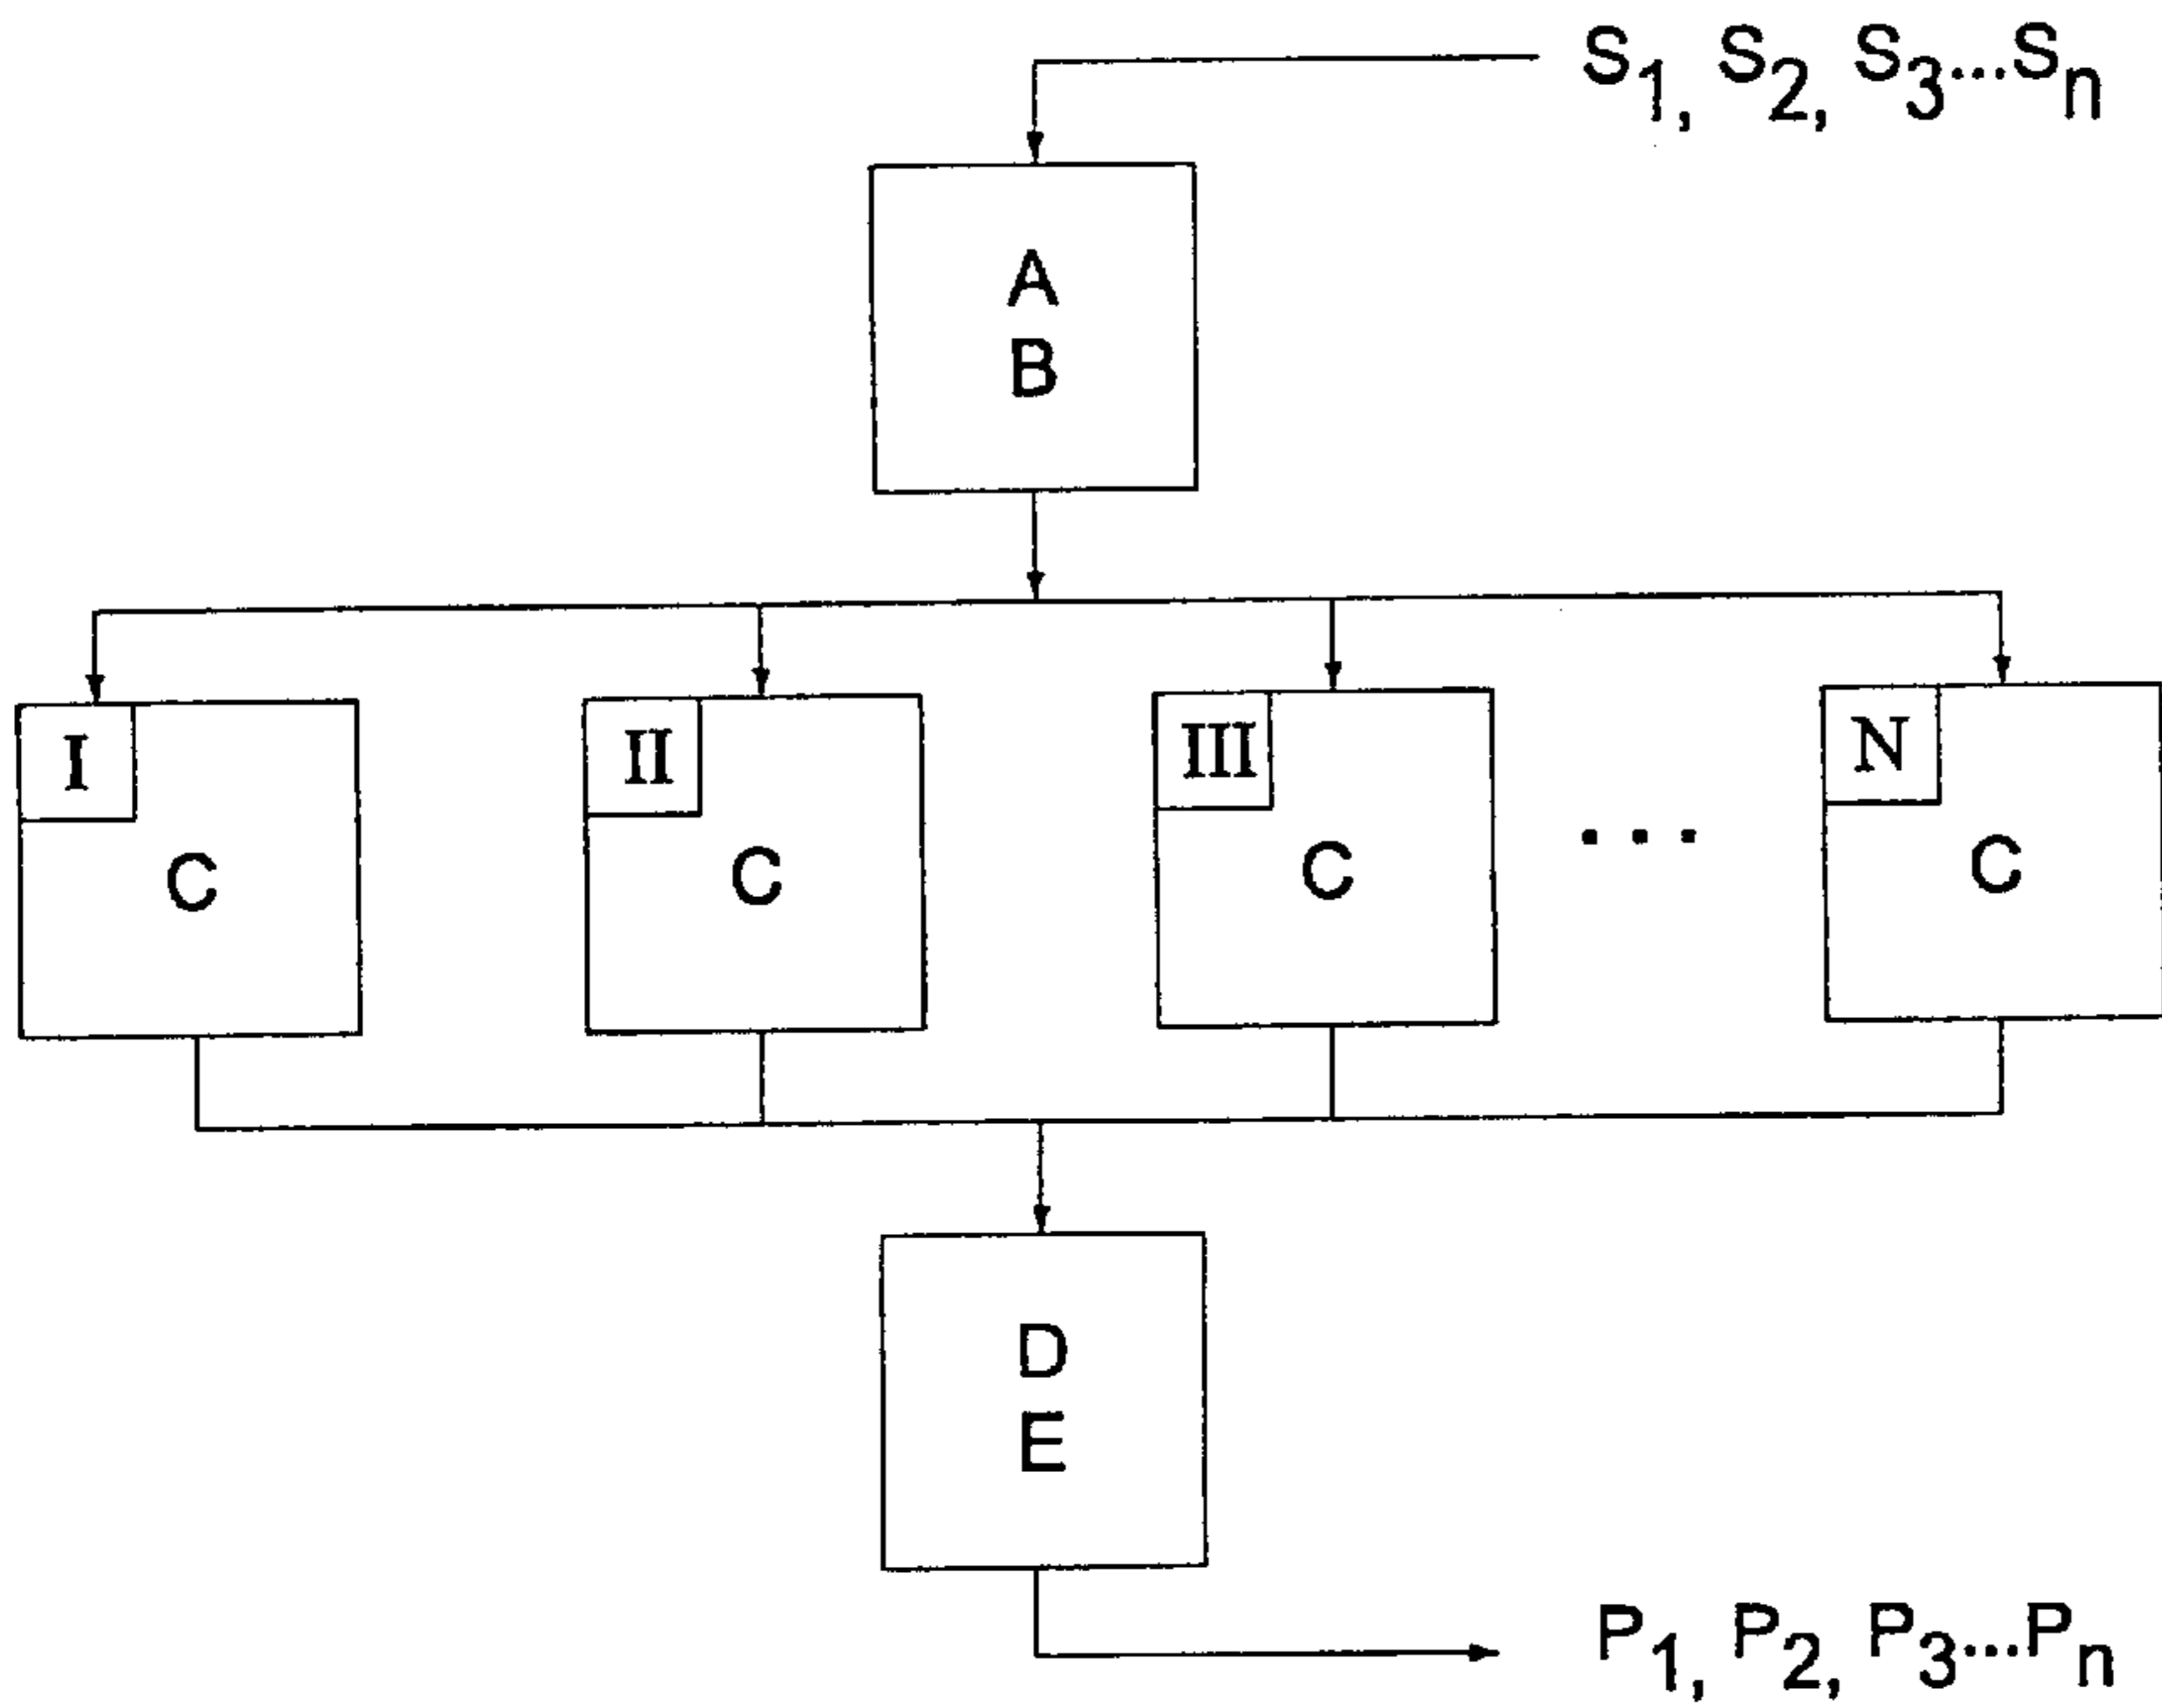 S1, S2, S3...Sn
A
B
I
II
III
N
C
C
C
...
C
D
E
P1, P2, P3...Pn